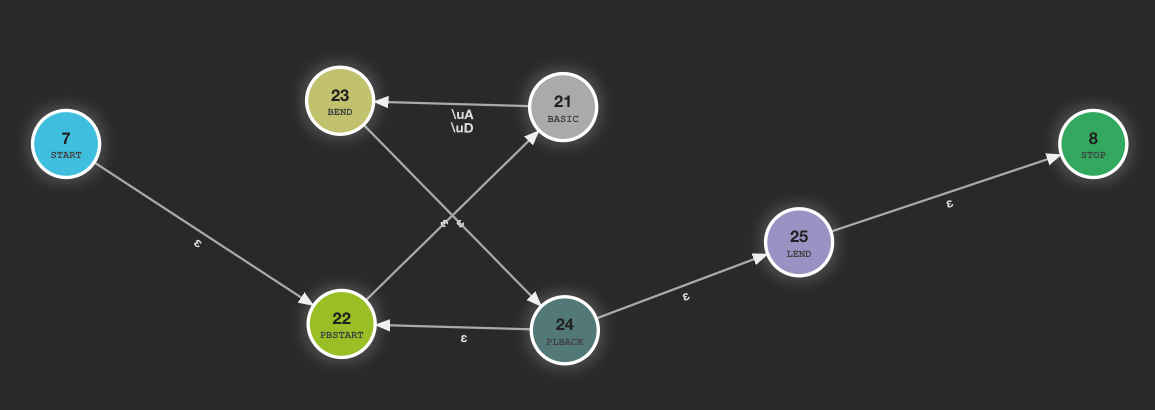 23
BEND
21
BASIC
\uA
\uD
7
START
8
STOP
ε
ε
ε
ε
25
LEND
ε
22
PBSTART
ε
24
PLBACK
ε